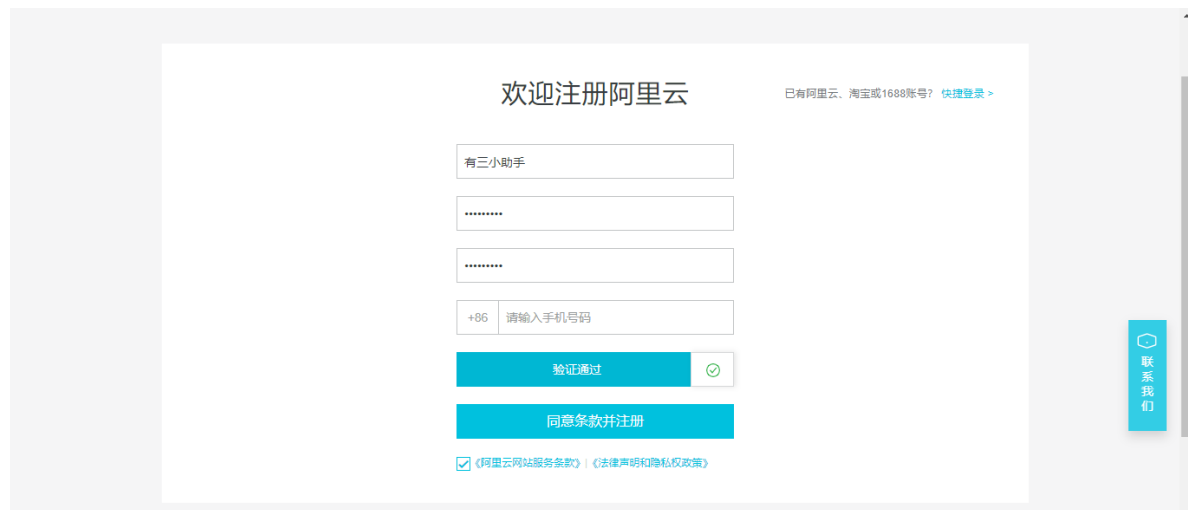 欢迎注册阿里云
已有阿里云、淘宝或1688账号? 快捷登录 >
有三小助手
•••••••••
•••••••••
+86 请输入手机号码
验证通过
同意条款并注册
《阿里云网站服务条款》 | 《法律声明和隐私权政策》
联系我们